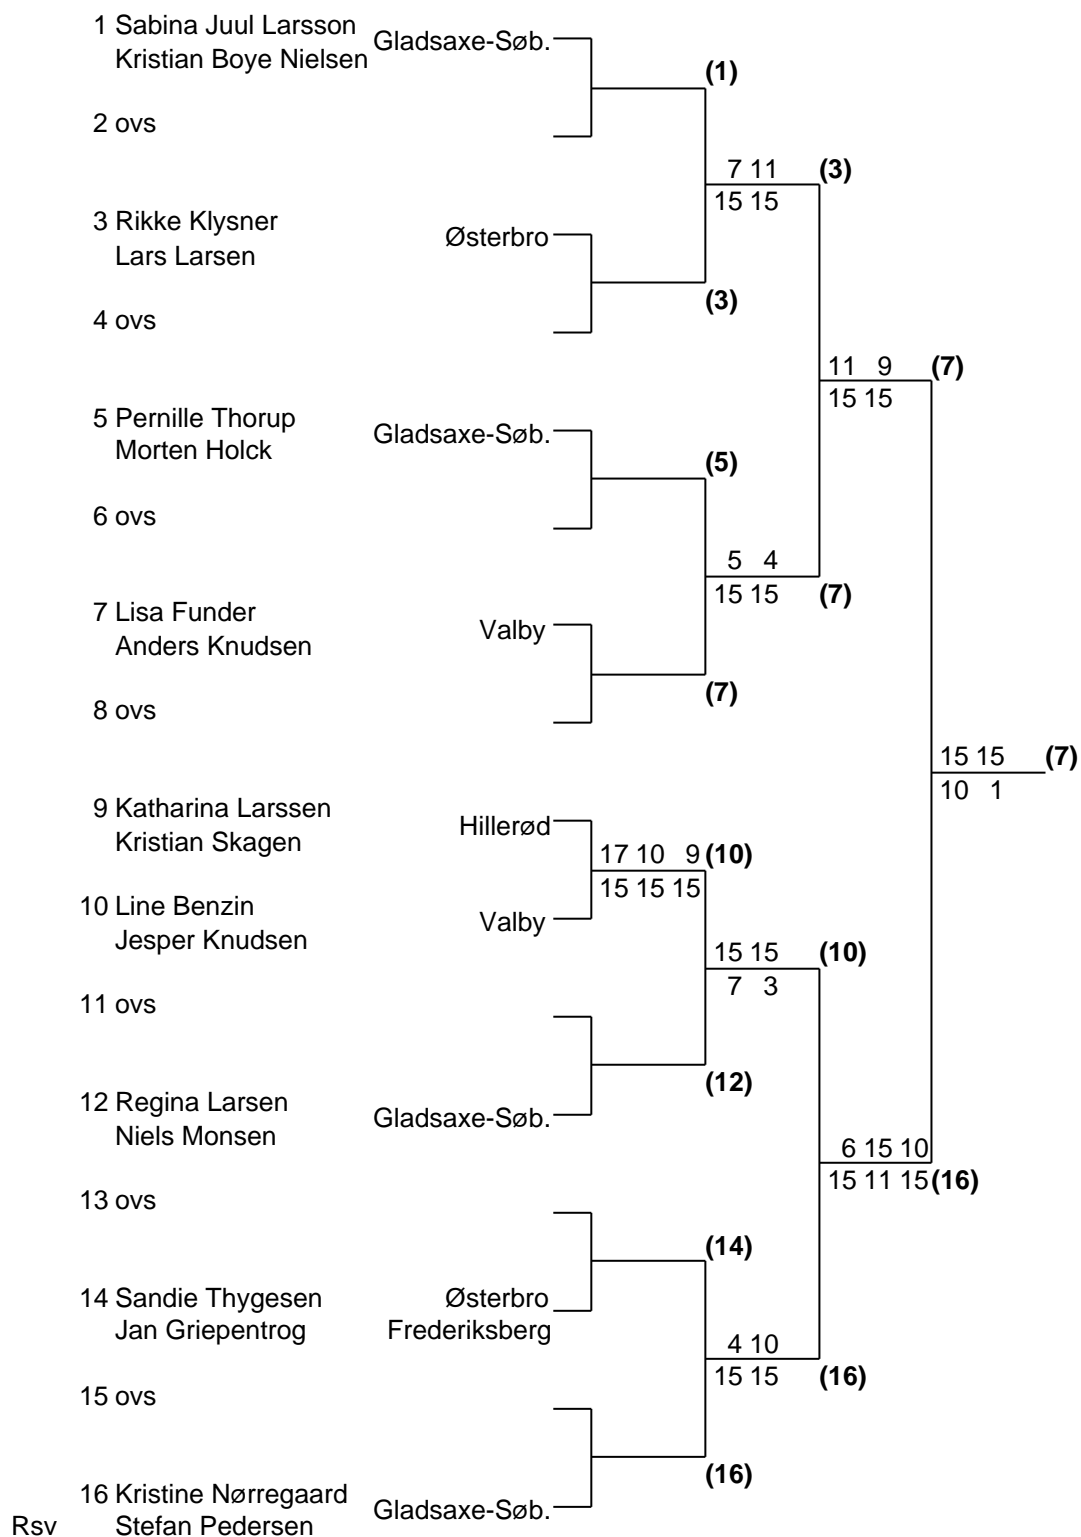 1 Sabina Juul Larsson
Kristian Boye Nielsen
Gladsaxe-Søb.
(1)
2 ovs
7 11 (3)
15 15
3 Rikke Klysner
Lars Larsen
Østerbro
(3)
4 ovs
11 9 (7)
15 15
5 Pernille Thorup
Morten Holck
Gladsaxe-Søb.
(5)
6 ovs
5 4
15 15 (7)
7 Lisa Funder
Anders Knudsen
Valby
(7)
8 ovs
15 15 (7)
10 1
9 Katharina Larssen
Kristian Skagen
Hillerød
17 10 9 (10)
15 15 15
10 Line Benzin
Jesper Knudsen
Valby
15 15 (10)
7 3
11 ovs
(12)
12 Regina Larsen
Niels Monsen
Gladsaxe-Søb.
6 15 10
15 11 15 (16)
13 ovs
(14)
14 Sandie Thygesen
Jan Griepentrog
Østerbro
Frederiksberg
4 10
15 15 (16)
15 ovs
(16)
16 Kristine Nørregaard
Stefan Pedersen
Gladsaxe-Søb.
Rsv